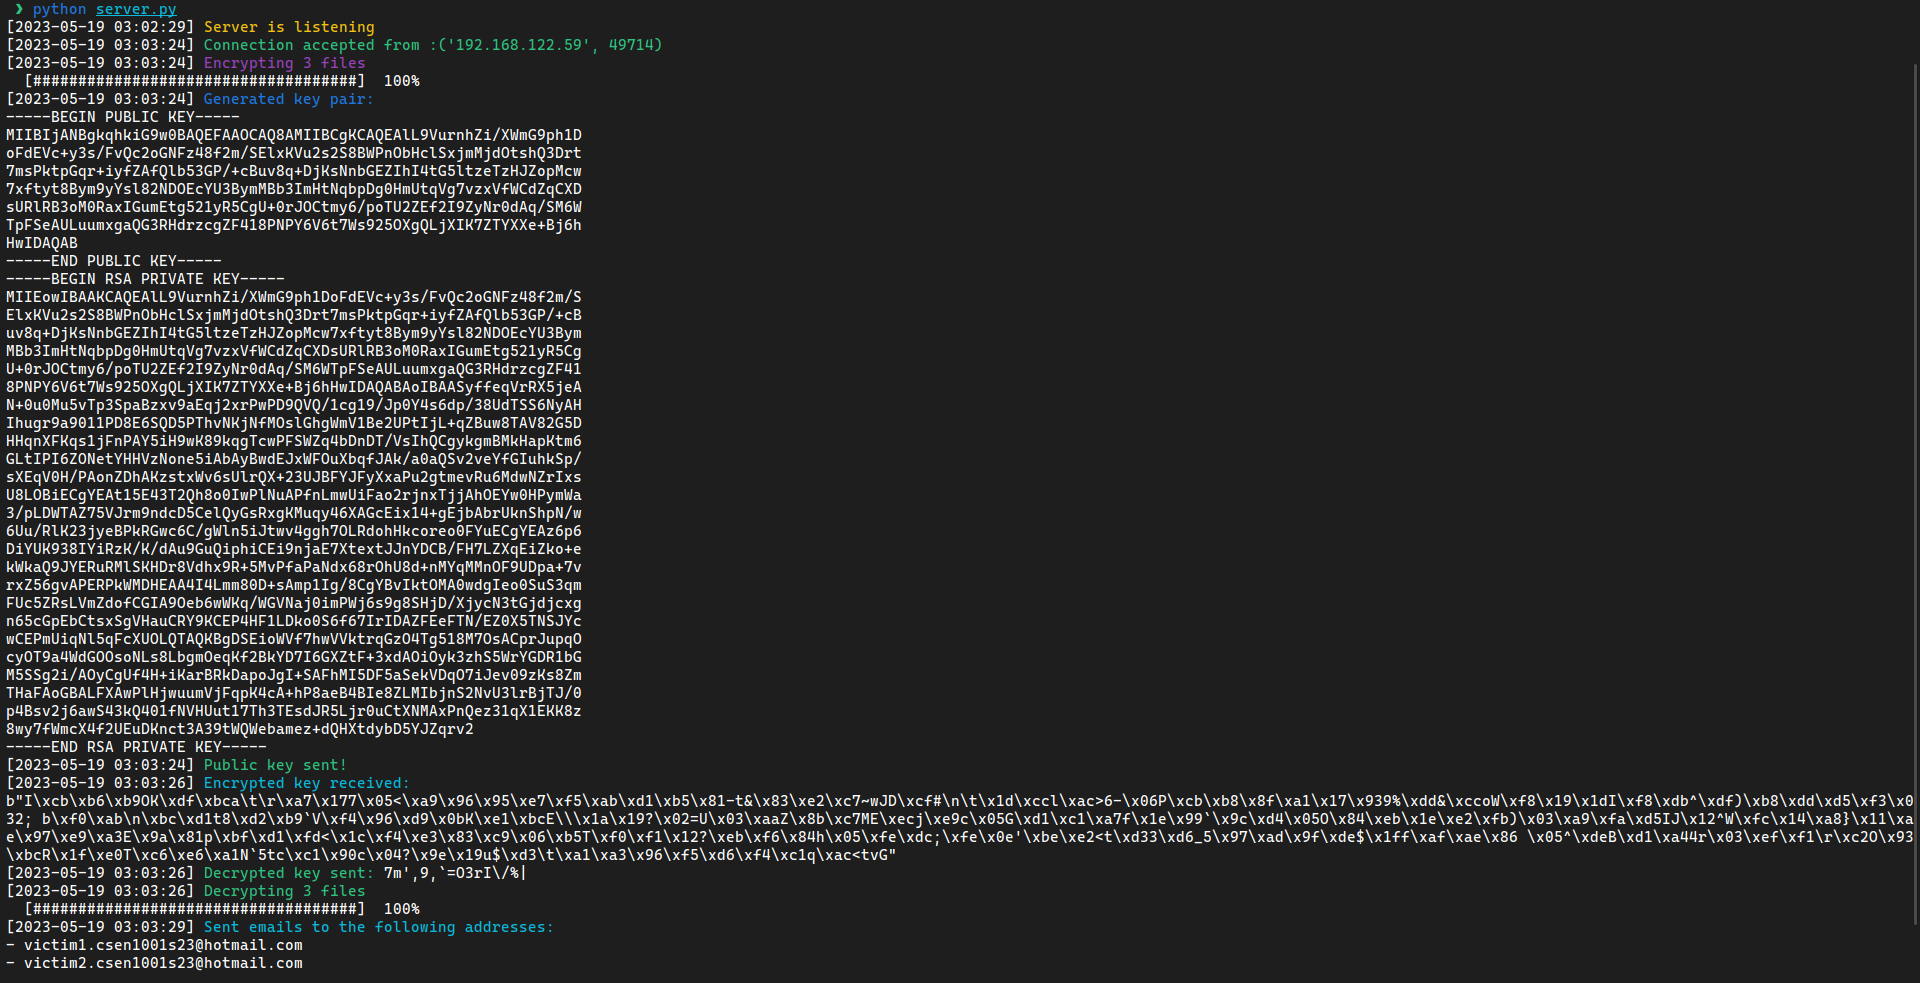 ❯ python server.py
[2023-05-19 03:02:29] Server is listening
[2023-05-19 03:03:24] Connection accepted from :('192.168.122.59', 49714)
[2023-05-19 03:03:24] Encrypting 3 files
[####################################] 100%
[2023-05-19 03:03:24] Generated key pair:
-----BEGIN PUBLIC KEY-----
MIIBIjANBgkqhkiG9w0BAQEFAAOCAQ8AMIIBCgKCAQEAlL9VurnhZi/XWmG9ph1D
oFdEVc+y3s/FvQc2oGNFz48f2m/SElxKVu2s2S8BWPnObHclSxjmMjdOtshQ3Drt
7msPktpGqr+iyfZAfQlb53GP/+cBuv8q+DjKsNnbGEZIhI4tG5ltzeTzHJZopMcw
7xftyt8Bym9yYsl82NDOEcYU3BymMBb3ImHtNqbpDg0HmUtqVg7vzxVfWCdZqCXD
sURlRB3oM0RaxIGumEtg521yR5CgU+0rJOCtmy6/poTU2ZEf2I9ZyNr0dAq/SM6W
TpFSeAULuumxgaQG3RHdrzcgZF418PNPY6V6t7Ws925OXgQLjXIK7ZTYXXe+Bj6h
HwIDAQAB
-----END PUBLIC KEY-----
-----BEGIN RSA PRIVATE KEY-----
MIIEowIBAAKCAQEAlL9VurnhZi/XWmG9ph1DoFdEVc+y3s/FvQc2oGNFz48f2m/S
ElxKVu2s2S8BWPnObHclSxjmMjdOtshQ3Drt7msPktpGqr+iyfZAfQlb53GP/+cB
uv8q+DjKsNnbGEZIhI4tG5ltzeTzHJZopMcw7xftyt8Bym9yYsl82NDOEcYU3Bym
MBb3ImHtNqbpDg0HmUtqVg7vzxVfWCdZqCXDsURlRB3oM0RaxIGumEtg521yR5Cg
U+0rJOCtmy6/poTU2ZEf2I9ZyNr0dAq/SM6WTpFSeAULuumxgaQG3RHdrzcgZF41
8PNPY6V6t7Ws925OXgQLjXIK7ZTYXXe+Bj6hHwIDAQABAoIBAASyffeqVrRX5jeA
N+0u0Mu5vTp3SpaBzxv9aEqj2xrPwPD9QVQ/1cg19/Jp0Y4s6dp/38UdTSS6NyAH
Ihugr9a9011PD8E6SQD5PThvNKjNfMOslGhgWmV1Be2UPtIjL+qZBuw8TAV82G5D
HHqnXFKqs1jFnPAY5iH9wK89kqgTcwPFSWZq4bDnDT/VsIhQCgykgmBMkHapKtm6
GLtIPI6ZONetYHHVzNone5iAbAyBwdEJxWFOuXbqfJAk/a0aQSv2veYfGIuhkSp/
sXEqV0H/PAonZDhAKzstxWv6sUlrQX+23UJBFYJFyXxaPu2gtmevRu6MdwNZrIxs
U8LOBiECgYEAt15E43T2Qh8o0IwPlNuAPfnLmwUiFao2rjnxTjjAhOEYw0HPymWa
3/pLDWTAZ75VJrm9ndcD5CelQyGsRxgKMuqy46XAGcEix14+gEjbAbrUknShpN/w
6Uu/RlK23jyeBPkRGwc6C/gWln5iJtwv4ggh7OLRdohHkcoreo0FYuECgYEAz6p6
DiYUK938IYiRzK/K/dAu9GuQiphiCEi9njaE7XtextJJnYDCB/FH7LZXqEiZko+e
kWkaQ9JYERuRMlSKHDr8Vdhx9R+5MvPfaPaNdx68rOhU8d+nMYqMMnOF9UDpa+7v
rxZ56gvAPERPkWMDHEAA4I4Lmm80D+sAmp1Ig/8CgYBvIktOMA0wdgIeo0SuS3qm
FUc5ZRsLVmZdofCGIA9Oeb6wWKq/WGVNaj0imPWj6s9g8SHjD/XjycN3tGjdjcxg
n65cGpEbCtsxSgVHauCRY9KCEP4HF1LDko0S6f67IrIDAZFEeFTN/EZ0X5TNSJYc
wCEPmUiqNl5qFcXUOLQTAQKBgDSEioWVf7hwVVktrqGzO4Tg518M7OsACprJupqO
cyOT9a4WdGOOsoNLs8LbgmOeqKf2BkYD7I6GXZtF+3xdAOiOyk3zhS5WrYGDR1bG
M5SSg2i/AOyCgUf4H+iKarBRkDapoJgI+SAFhMI5DF5aSekVDqO7iJev09zKs8Zm
THaFAoGBALFXAwPlHjwuumVjFqpK4cA+hP8aeB4BIe8ZLMIbjnS2NvU3lrBjTJ/0
p4Bsv2j6awS43kQ401fNVHUut17Th3TEsdJR5Ljr0uCtXNMAxPnQez31qX1EKK8z
8wy7fWmcX4f2UEuDKnct3A39tWQWebamez+dQHXtdybD5YJZqrv2
-----END RSA PRIVATE KEY-----
[2023-05-19 03:03:24] Public key sent!
[2023-05-19 03:03:26] Encrypted key received:
b"I\xcb\xb6\xb9OK\xdf\xbca\t\r\xa7\x177\x05<\xa9\x96\x95\xe7\xf5\xab\xd1\xb5\x81-t&\x83\xe2\xc7~wJD\xcf#\n\t\x1d\xccl\xac>6-\x06P\xcb\xb8\x8f\xa1\x17\x939%\xdd&\xccoW\xf8\x19\x1dI\xf8\xdb^\xdf)\xb8\xdd\xd5\xf3\x0
32; b\xf0\xab\n\xbc\xd1t8\xd2\xb9`V\xf4\x96\xd9\x0bK\xe1\xbcE\\\x1a\x19?\x02=U\x03\xaaZ\x8b\xc7ME\xecj\xe9c\x05G\xd1\xc1\xa7f\x1e\x99`\x9c\xd4\x05O\x84\xeb\x1e\xe2\xfb)\x03\xa9\xfa\xd5IJ\x12^W\xfc\x14\xa8}\x11\xa
e\x97\xe9\xa3E\x9a\x81p\xbf\xd1\xfd<\x1c\xf4\xe3\x83\xc9\x06\xb5T\xf0\xf1\x12?\xeb\xf6\x84h\x05\xfe\xdc;\xfe\x0e'\xbe\xe2<t\xd33\xd6_5\x97\xad\x9f\xde$\x1ff\xaf\xae\x86 \x05^\xdeB\xd1\xa44r\x03\xef\xf1\r\xc2O\x93
\xbcR\x1f\xe0T\xc6\xe6\xa1N`5tc\xc1\x90c\x04?\x9e\x19u$\xd3\t\xa1\xa3\x96\xf5\xd6\xf4\xc1q\xac<tvG"
[2023-05-19 03:03:26] Decrypted key sent: 7m',9,`=O3rI\/%|
[2023-05-19 03:03:26] Decrypting 3 files
[####################################] 100%
[2023-05-19 03:03:29] Sent emails to the following addresses:
- victim1.csen1001s23@hotmail.com
- victim2.csen1001s23@hotmail.com